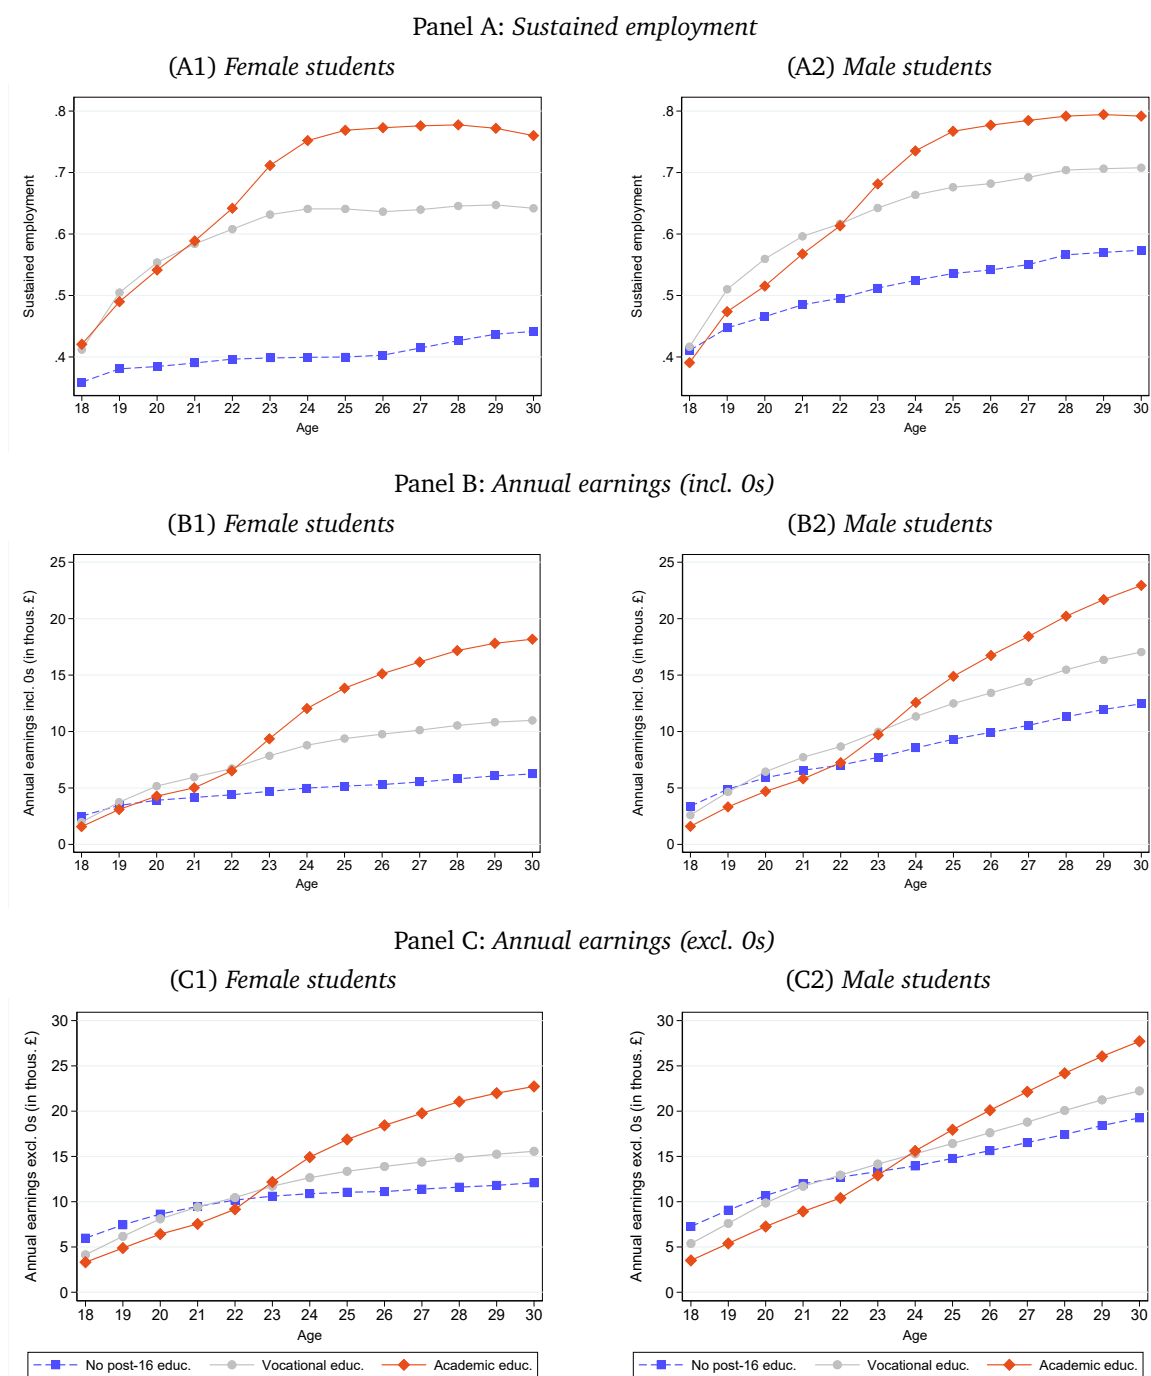 Panel A: Sustained employment
(A1) Female students
(A2) Male students
Sustained employment
.8
.7
.6
.5
.4
18 19 20 21 22 23 24 25 26 27 28 29 30
Age
Sustained employment
.8
.7
.6
.5
.4
18 19 20 21 22 23 24 25 26 27 28 29 30
Age
Panel B: Annual earnings (incl. 0s)
(B1) Female students
(B2) Male students
Annual earnings incl. 0s (in thous. £)
25
20
15
10
5
0
18 19 20 21 22 23 24 25 26 27 28 29 30
Age
Annual earnings incl. 0s (in thous. £)
25
20
15
10
5
0
18 19 20 21 22 23 24 25 26 27 28 29 30
Age
Panel C: Annual earnings (excl. 0s)
(C1) Female students
(C2) Male students
Annual earnings excl. 0s (in thous. £)
30
25
20
15
10
5
0
18 19 20 21 22 23 24 25 26 27 28 29 30
Age
Annual earnings excl. 0s (in thous. £)
30
25
20
15
10
5
0
18 19 20 21 22 23 24 25 26 27 28 29 30
Age
No post-16 educ. Vocational educ. Academic educ.
No post-16 educ. Vocational educ. Academic educ.